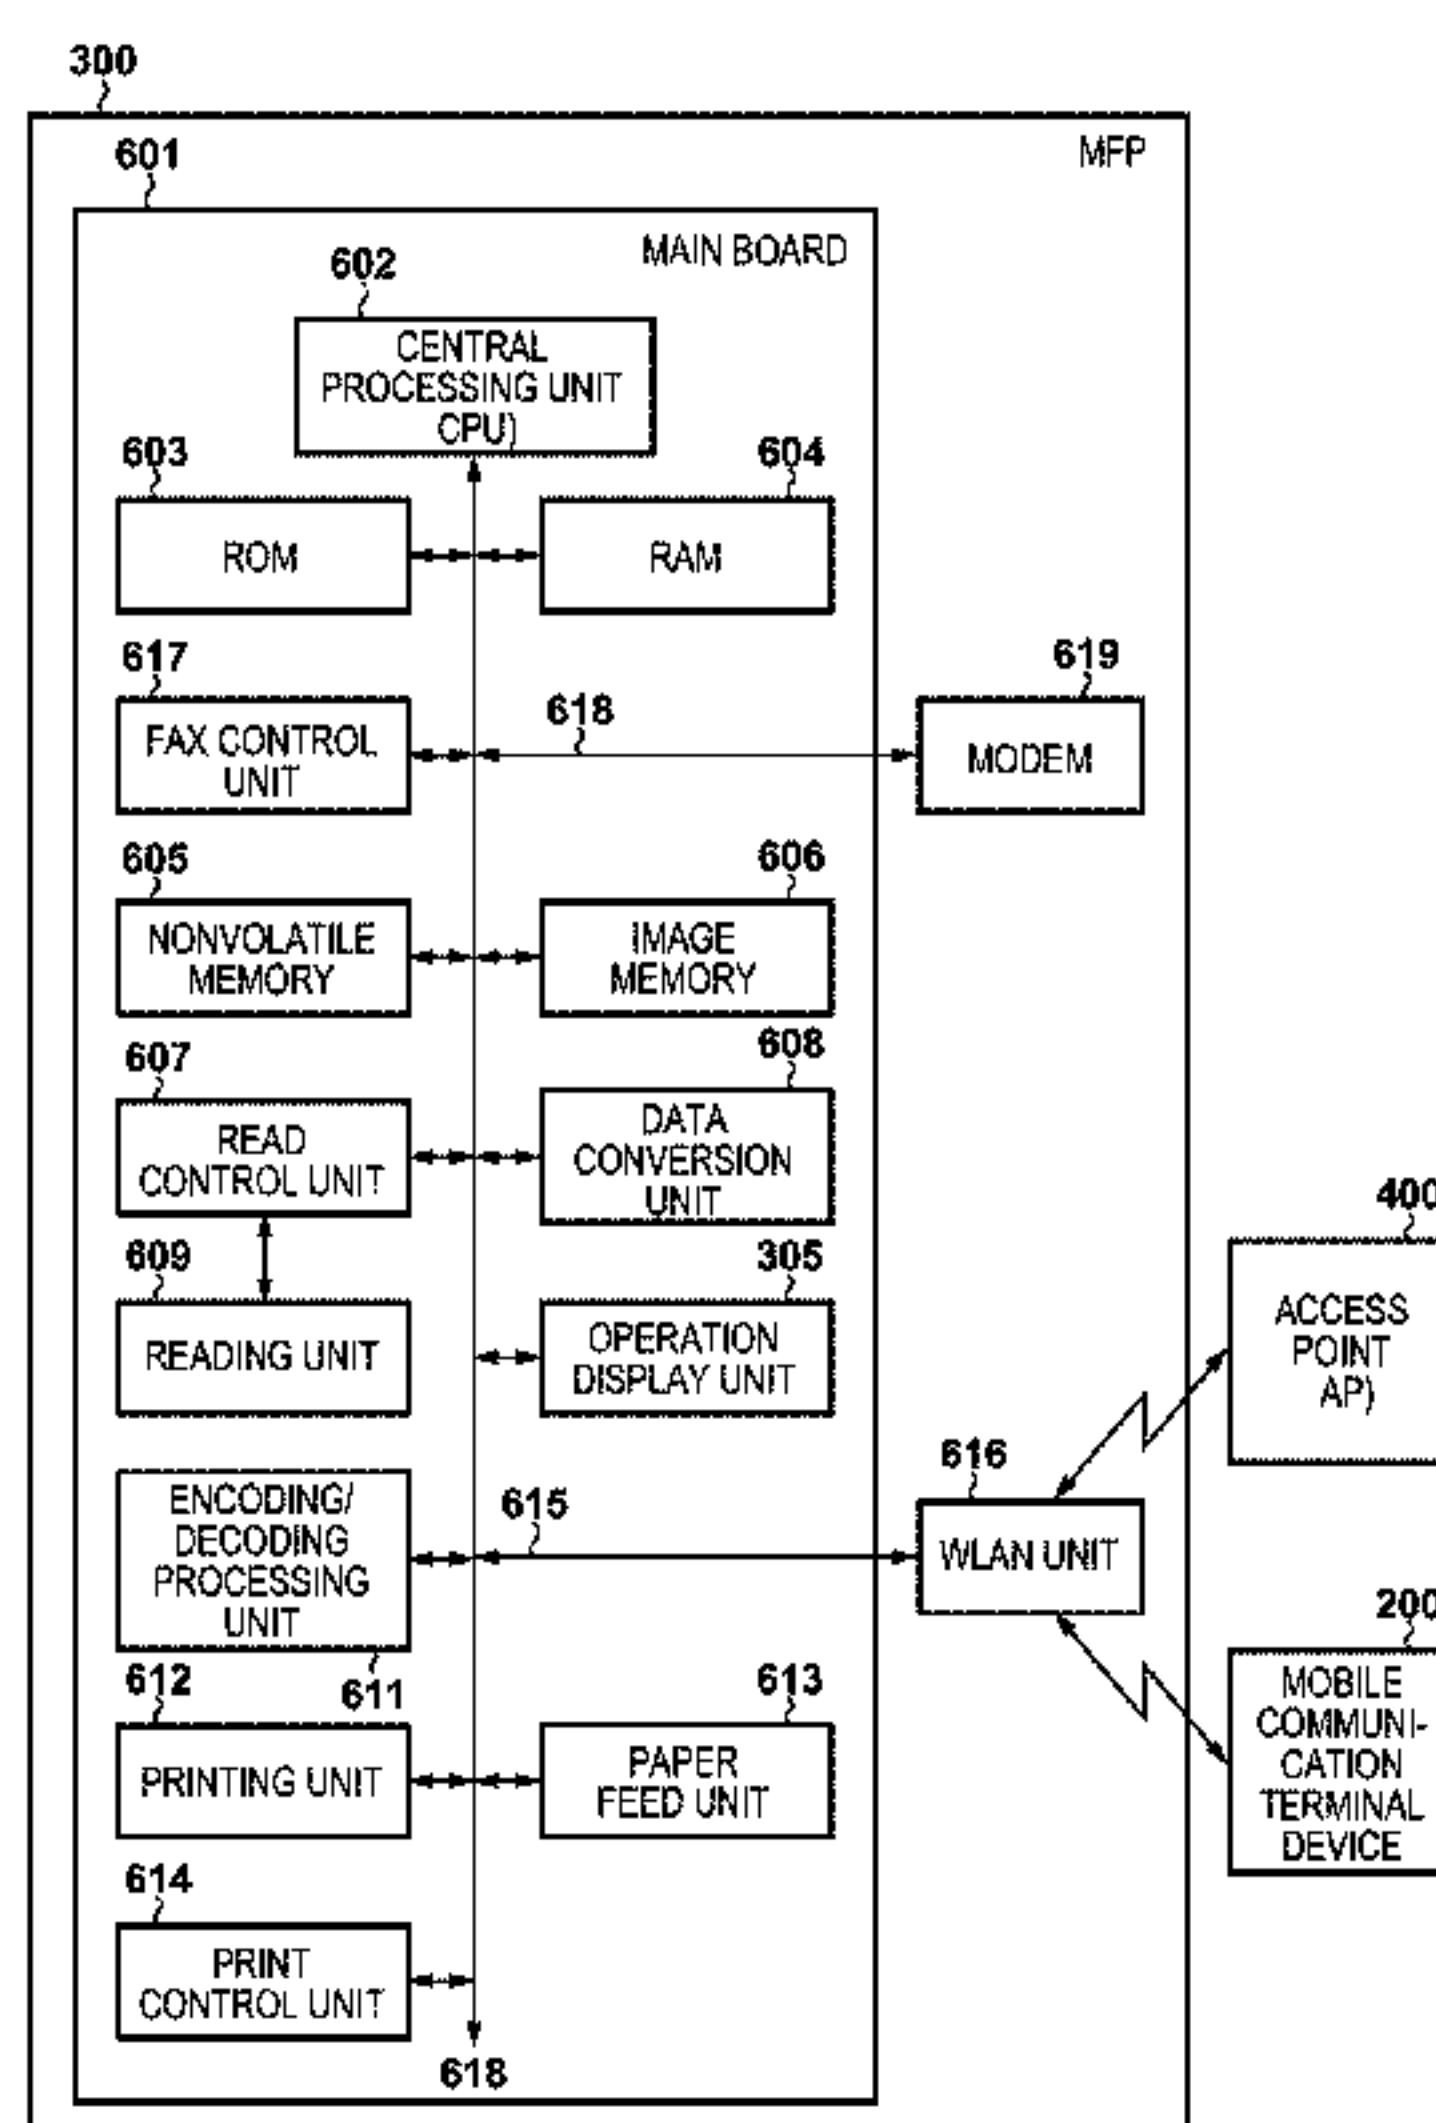 300
MFP
601
MAIN BOARD
602
CENTRAL
PROCESSING UNIT
CPU)
603
604
ROM
RAM
617
619
FAX CONTROL
UNIT
618
MODEM
605
606
NONVOLATILE
MEMORY
IMAGE
MEMORY
607
608
READ
CONTROL UNIT
DATA
CONVERSION
UNIT
400
609
305
READING UNIT
OPERATION
DISPLAY UNIT
ACCESS
POINT
AP)
616
ENCODING/
DECODING
PROCESSING
UNIT
615
WLAN UNIT
200
611
612
613
MOBILE
COMMUNI-
CATION
TERMINAL
DEVICE
PRINTING UNIT
PAPER
FEED UNIT
614
PRINT
CONTROL UNIT
618